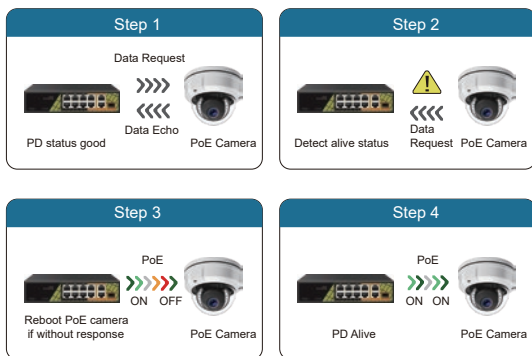 Step 1
Data Request
Data Echo
PD status good
PoE Camera
Step 2
Data
Request
Detect alive status
PoE Camera
Step 3
PoE
ON OFF
Reboot PoE camera
if without response
PoE Camera
Step 4
PoE
ON ON
PD Alive
PoE Camera